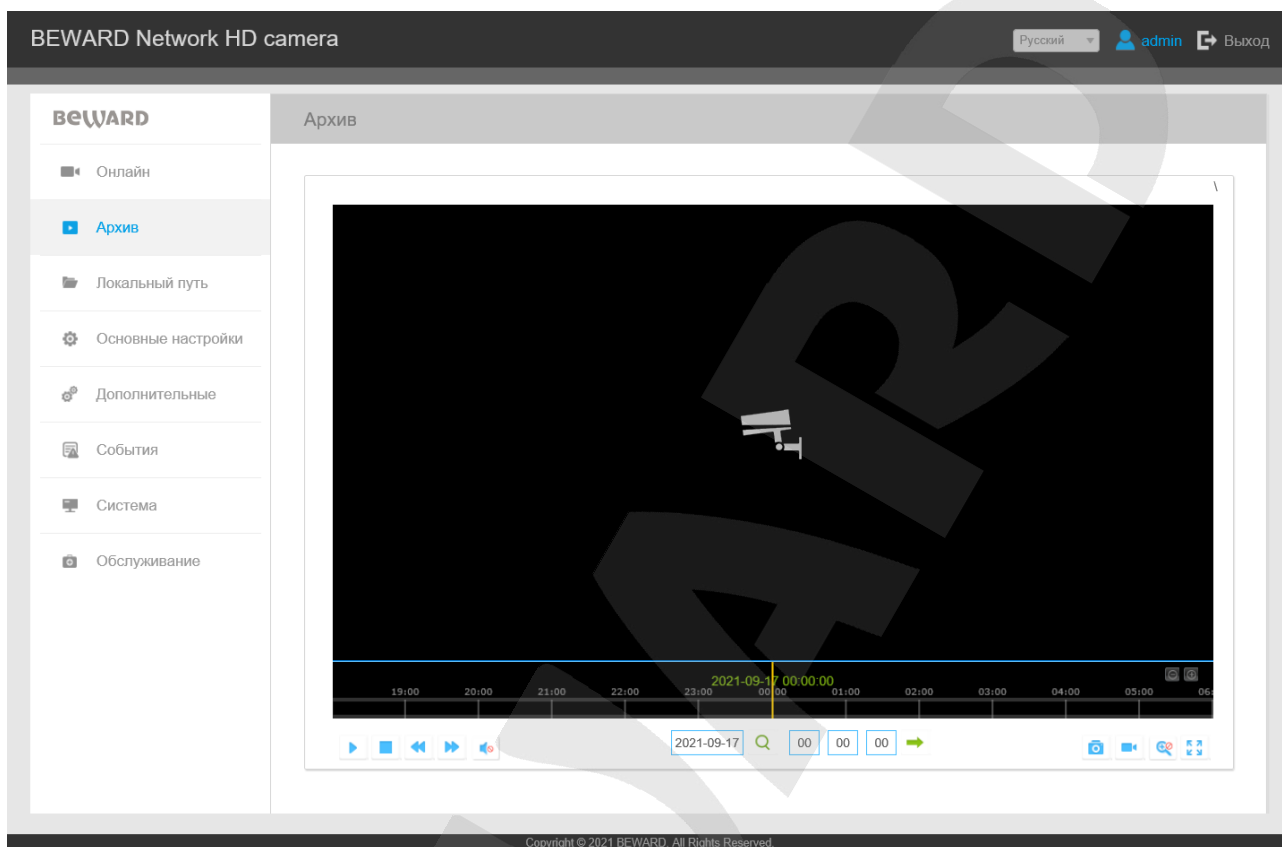 BEWARD Network HD camera
Русский admin Выход
BEWARD
Архив
Онлайн
Архив
Локальный путь
Основные настройки
Дополнительные
События
Система
Обслуживание
\
2021-09-17 00:00:00
19:00 20:00 21:00 22:00 23:00 00:00 01:00 02:00 03:00 04:00 05:00 06:
2021-09-17 00 00 00
Copyright © 2021 BEWARD. All Rights Reserved.